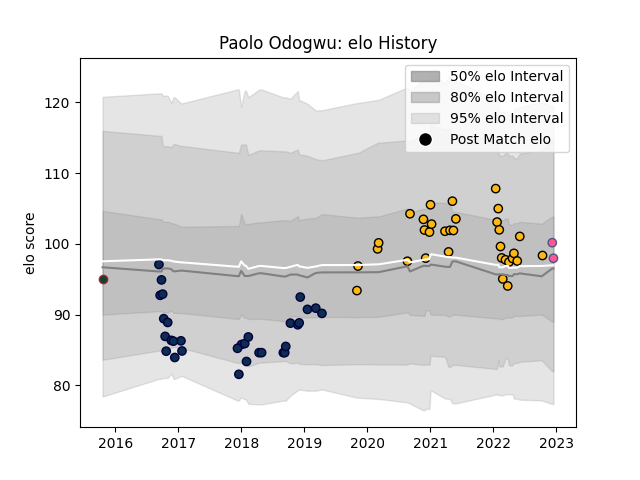 Paolo Odogwu: elo History
50% elo Interval
80% elo Interval
95% elo Interval
Post Match elo
elo score
120
110
100
90
80
2016 2017 2018 2019 2020 2021 2022 2023